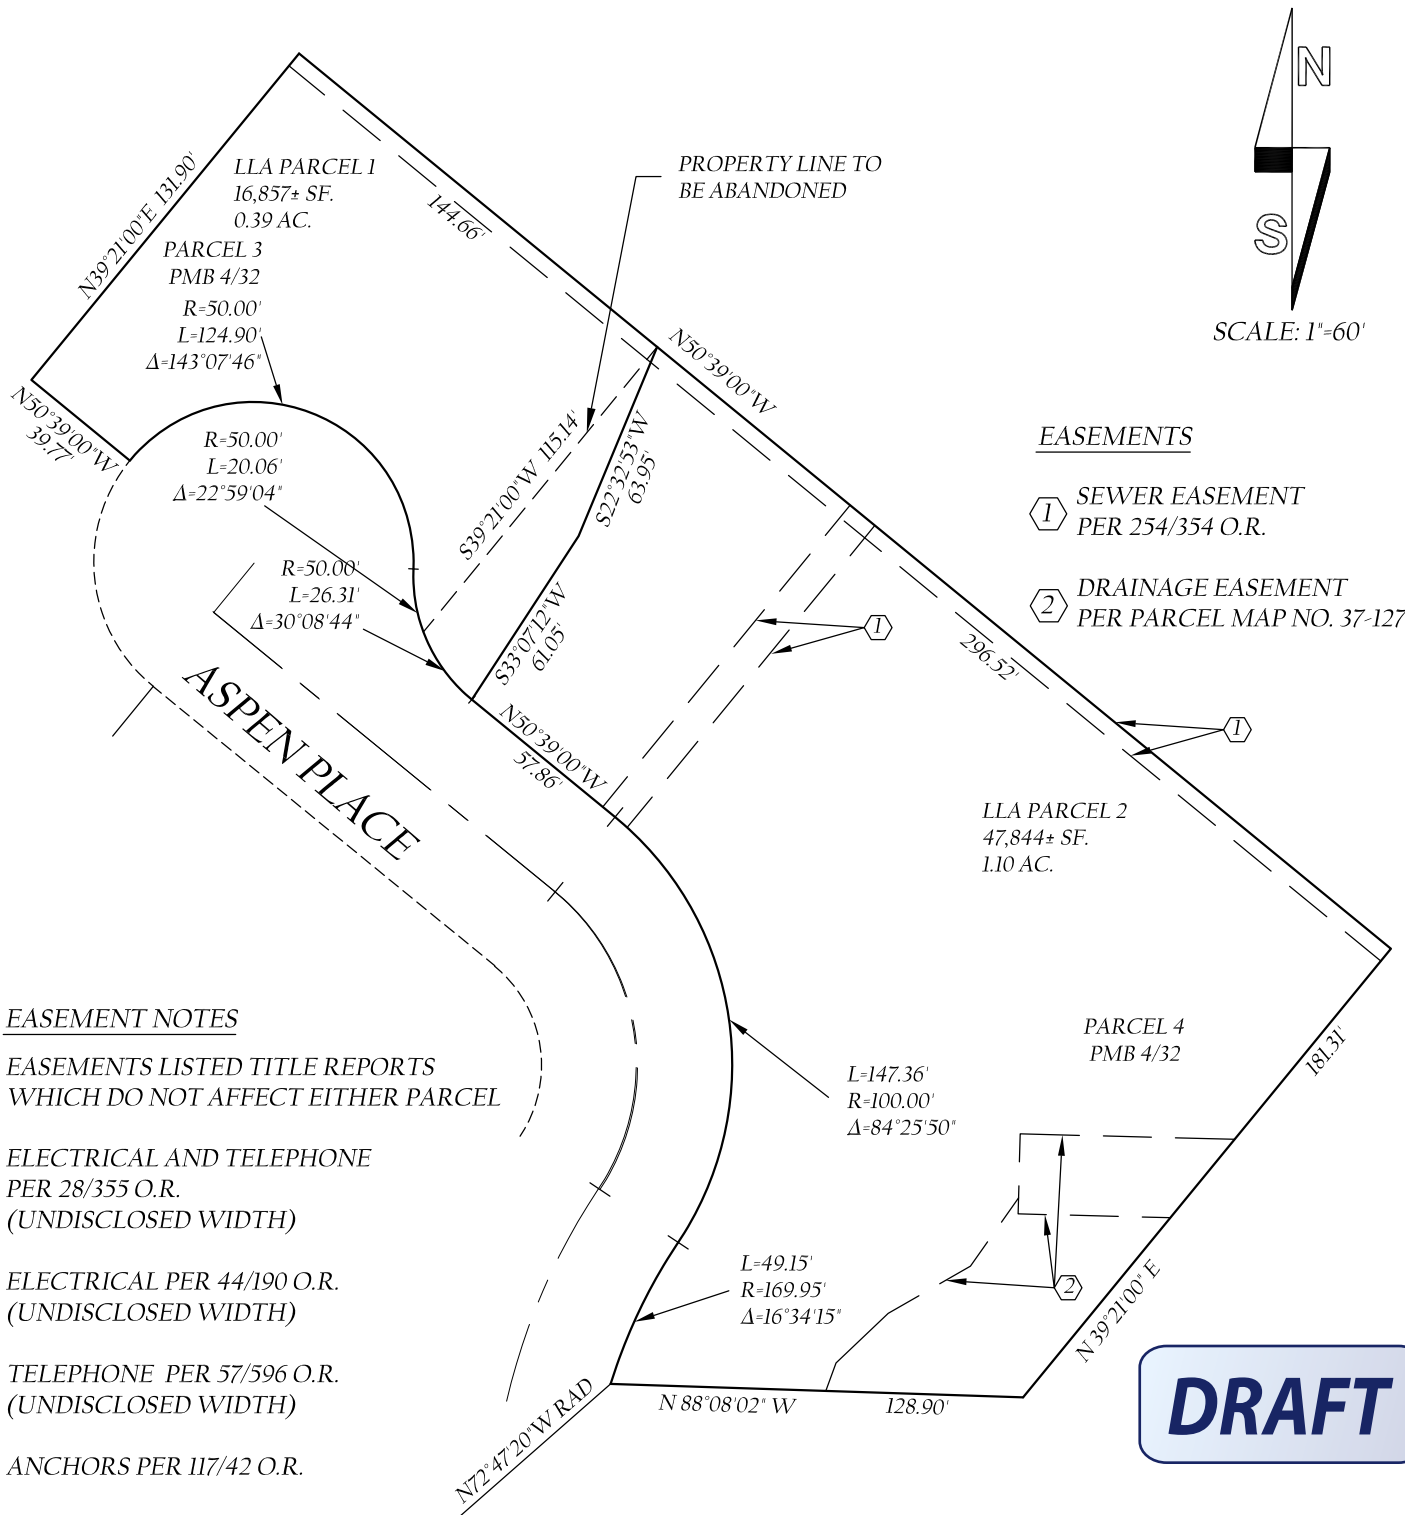 N
S
SCALE: 1"=60'
N39°21'00"E 131.90'
LLA PARCEL 1
16,857± SF.
0.39 AC.
PARCEL 3
PMB 4/32
R=50.00'
L=124.90'
Δ=143°07'46"
144.66'
PROPERTY LINE TO
BE ABANDONED
N50°39'00"W
N50°39'00"W
39.77'
R=50.00'
L=20.06'
Δ=22°59'04"
S39°21'00"W 115.14'
S22°32'53"W
63.95'
R=50.00'
L=26.31'
Δ=30°08'44"
S33°07'12"W
61.05'
EASEMENTS
1 SEWER EASEMENT
PER 254/354 O.R.
2 DRAINAGE EASEMENT
PER PARCEL MAP NO. 37-127
1
296.52'
1
ASPEN PLACE
N50°39'00"W
57.86'
LLA PARCEL 2
47,844± SF.
1.10 AC.
PARCEL 4
PMB 4/32
181.31'
L=147.36'
R=100.00'
Δ=84°25'50"
L=49.15'
R=169.95'
Δ=16°34'15"
2
N 39°21'00" E
N 88°08'02" W
128.90'
N72°47'20"W RAD
EASEMENT NOTES
EASEMENTS LISTED TITLE REPORTS
WHICH DO NOT AFFECT EITHER PARCEL
ELECTRICAL AND TELEPHONE
PER 28/355 O.R.
(UNDISCLOSED WIDTH)
ELECTRICAL PER 44/190 O.R.
(UNDISCLOSED WIDTH)
TELEPHONE PER 57/596 O.R.
(UNDISCLOSED WIDTH)
ANCHORS PER 117/42 O.R.
DRAFT